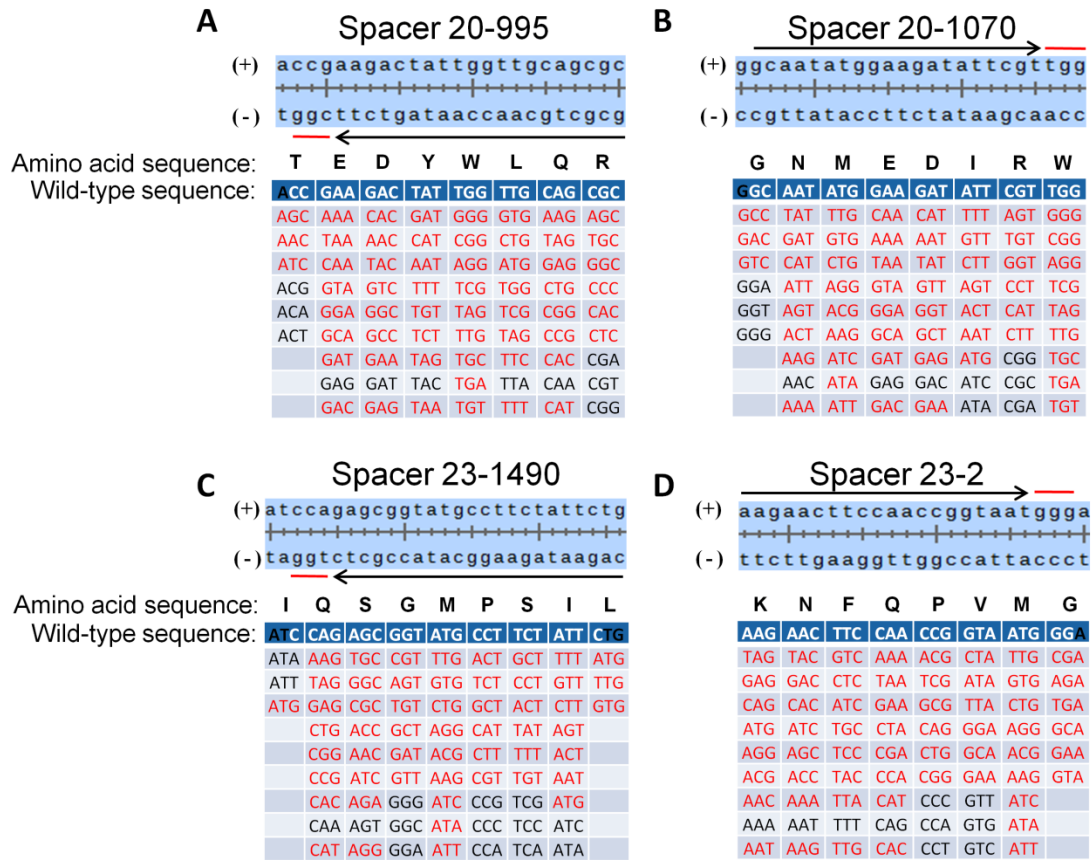 A
Spacer 20-995
(+) accgaagactattggttgcagcgc
(-) tggcttctgataaccaacgtcgcg
Amino acid sequence: T E D Y W L Q R
Wild-type sequence: ACC GAA GAC TAT TGG TTG CAG CGC
AGC AAA CAC GAT GGG GTG AAG AGC
AAC TAA AAC CAT CGG CTG TAG TGC
ATC CAA TAC AAT AGG ATG GAG GGC
ACG GTA GTC TTT TCG TGG CTG CCC
ACA GGA GGC TGT TAG TCG CGG CAC
ACT GCA GCC TCT TTG TAG CCG CTC
GAT GAA TAG TGC TTC CAC CGA
GAG GAT TAC TGA TTA CAA CGT
GAC GAG TAA TGT TTT CAT CGG
B
Spacer 20-1070
(+) ggcaatatggaagatattcgttgg
(-) ccgttataccttctataagcaacc
G N M E D I R W
GGC AAT ATG GAA GAT ATT CGT TGG
GCC TAT TTG CAA CAT TTT AGT GGG
GAC GAT GTG AAA AAT GTT TGT CGG
GTC CAT CTG TAA TAT CTT GGT AGG
GGA ATT AGG GTA GTT AGT CCT TCG
GGT AGT ACG GGA GGT ACT CAT TAG
GGG ACT AAG GCA GCT AAT CTT TTG
AAG ATC GAT GAG ATG CGG TGC
AAC ATA GAG GAC ATC CGC TGA
AAA ATT GAC GAA ATA CGA TGT
C
Spacer 23-1490
(+) atccagagcggtatgccttctattctg
(-) taggtctcgccatacggaagataagac
Amino acid sequence: I Q S G M P S I L
Wild-type sequence: ATC CAG AGC GGT ATG CCT TCT ATT CTG
ATA AAG TGC CGT TTG ACT GCT TTT ATG
ATT TAG GGC AGT GTG TCT CCT GTT TTG
ATG GAG CGC TGT CTG GCT ACT CTT GTG
CTG ACC GCT AGG CAT TAT AGT
CGG AAC GAT ACG CTT TTT ACT
CCG ATC GTT AAG CGT TGT AAT
CAC AGA GGG ATC CCG TCG ATG
CAA AGT GGC ATA CCC TCC ATC
CAT AGG GGA ATT CCA TCA ATA
D
Spacer 23-2
(+) aagaacttccaaccggtaatggga
(-) ttcttgaaggttggccattaccct
K N F Q P V M G
AAG AAC TTC CAA CCG GTA ATG GGA
TAG TAC GTC AAA ACG CTA TTG CGA
GAG GAC CTC TAA TCG ATA GTG AGA
CAG CAC ATC GAA GCG TTA CTG TGA
ATG ATC TGC CTA CAG GGA AGG GCA
AGG AGC TCC CGA CTG GCA ACG GAA
ACG ACC TAC CCA CGG GAA AAG GTA
AAC AAA TTA CAT CCC GTT ATC
AAA AAT TTT CAG CCA GTG ATA
AAT AAG TTG CAC CCT GTC ATT